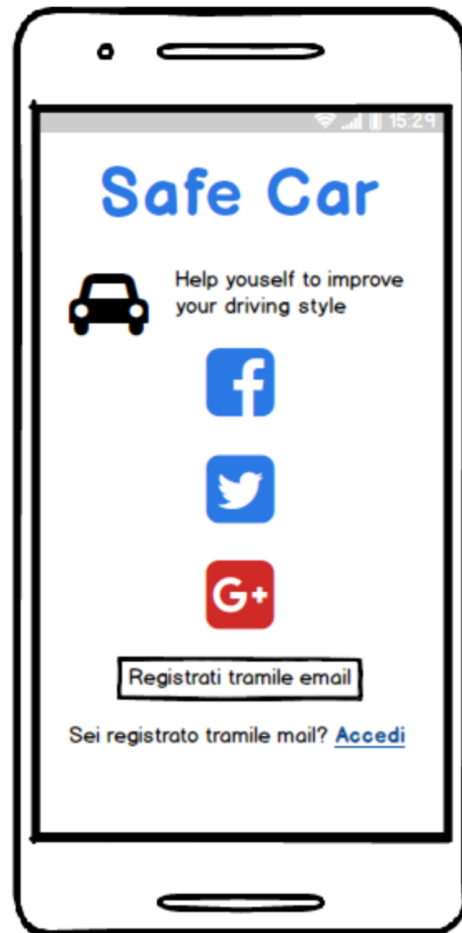 15:29
Safe Car
Help youself to improve
your driving style
f
G+
Registrati tramile email
Sei registrato tramile mail? Accedi